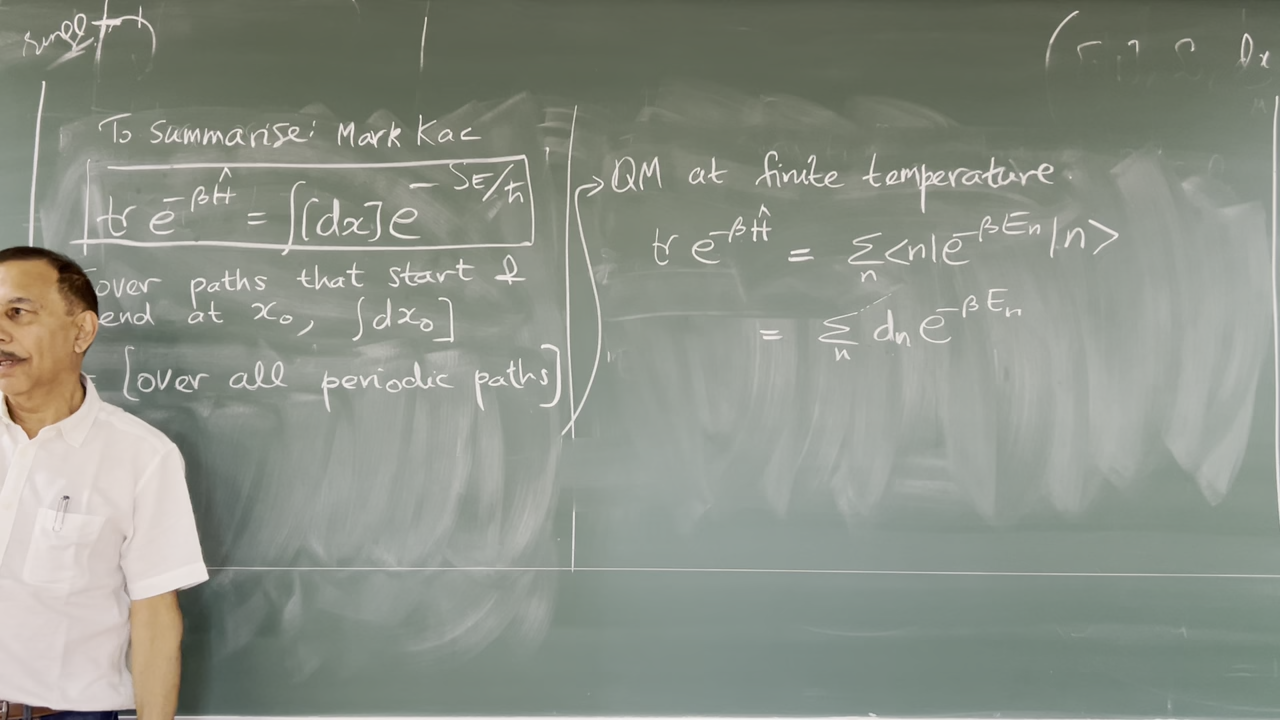 To Summarise: Mark Kac
tr e^{-βĤ} = ∫[dx] e^{-S_E/ħ}
over paths that start &
end at x₀, ∫dx₀]
= [over all periodic paths]
QM at finite temperature.
tr e^{-βĤ} = Σ_n <n|e^{-βE_n}|n>
= Σ_n d_n e^{-βE_n}